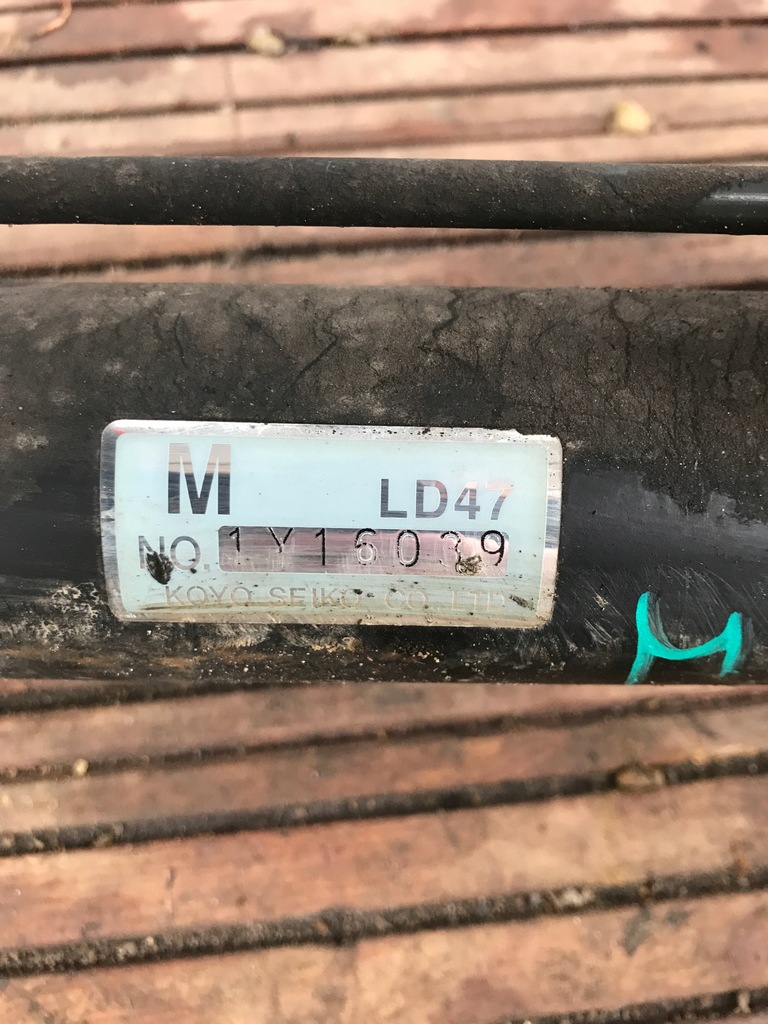 M
LD47
NO. 1Y16039
KOYO SEIKO CO. LTD